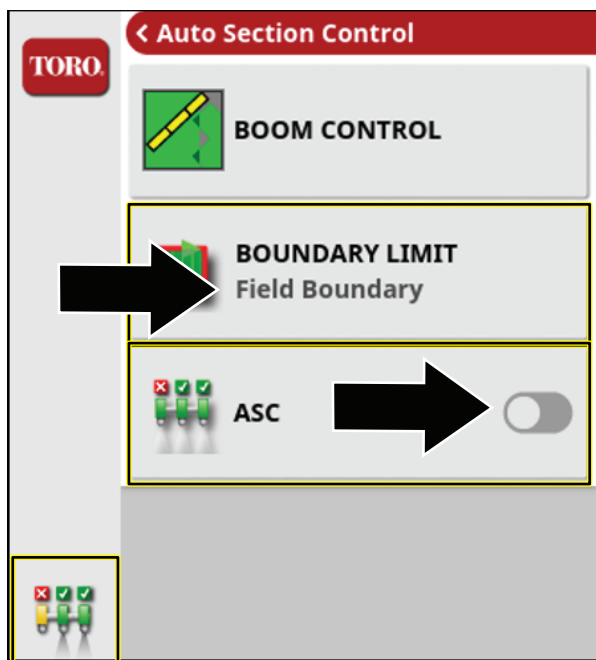 Auto Section Control
TORO.
BOOM CONTROL
BOUNDARY LIMIT
Field Boundary
ASC